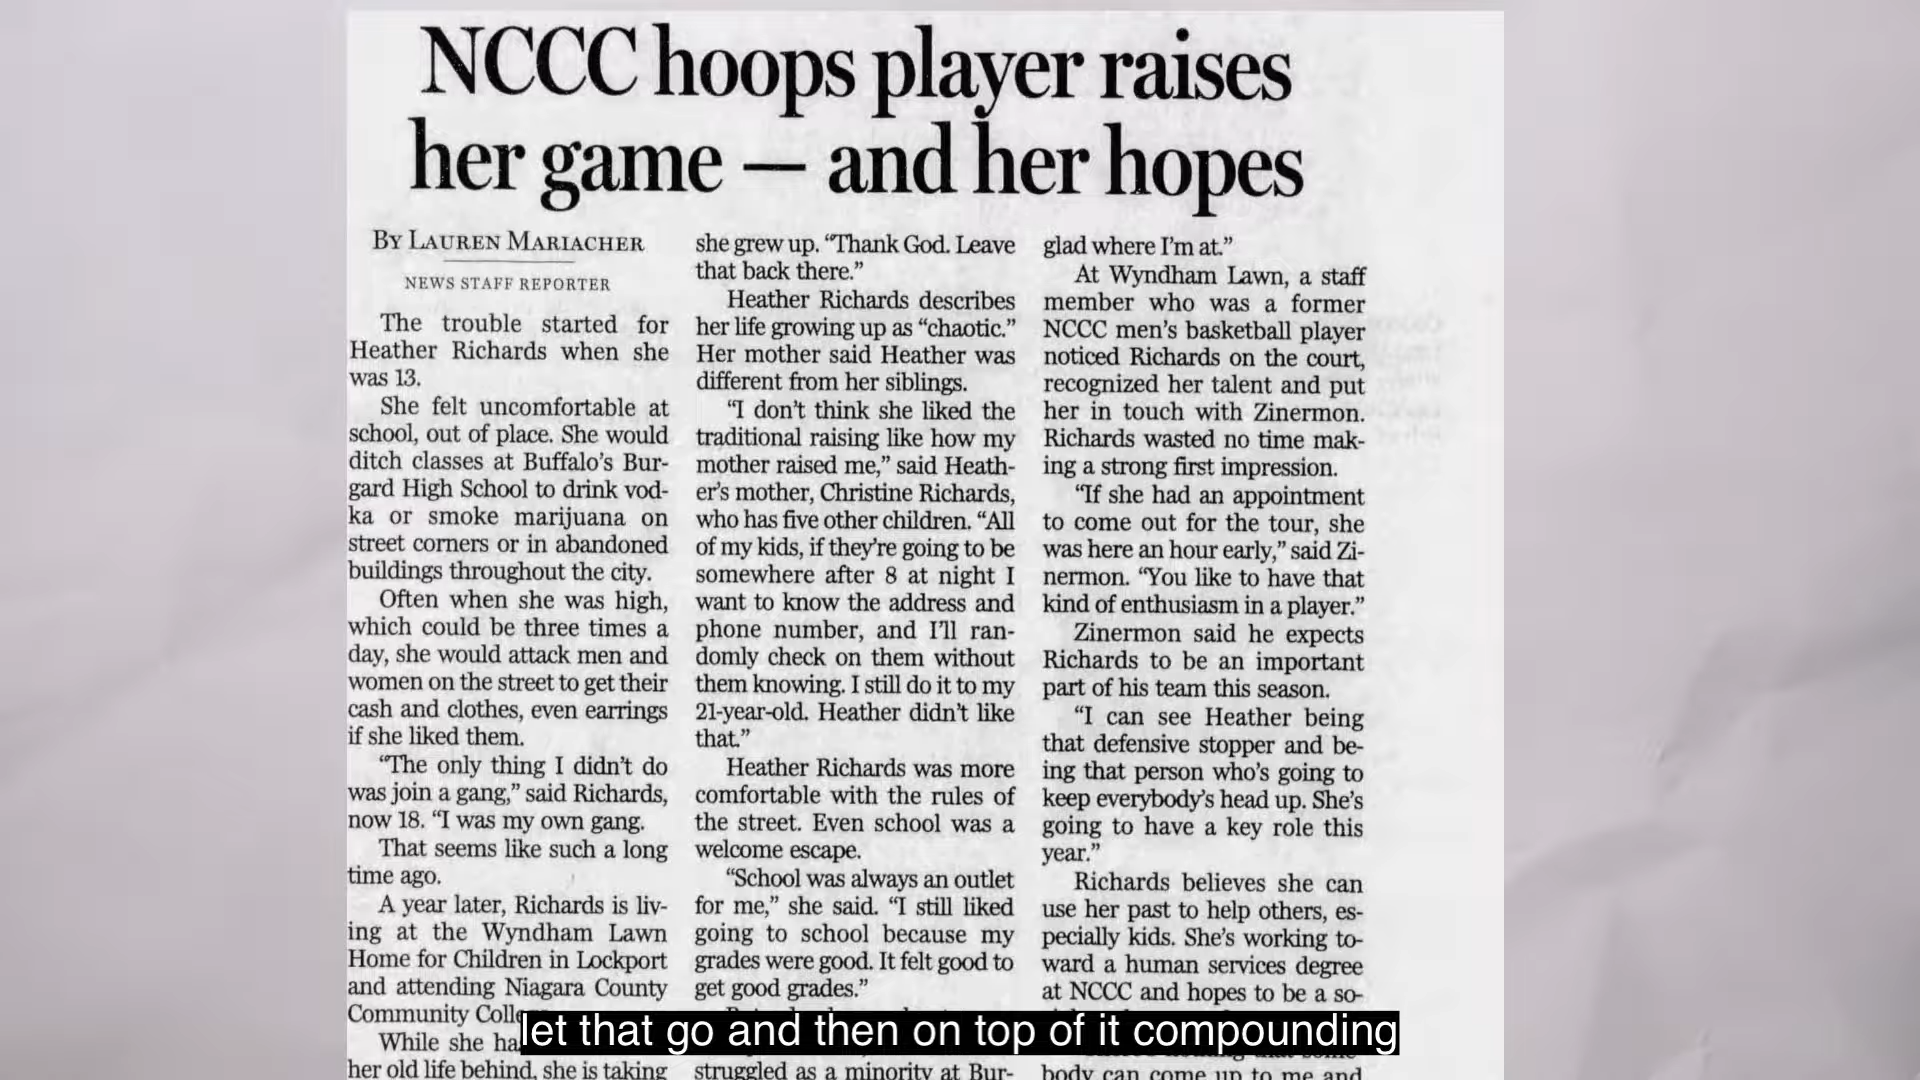 NCCC hoops player raises
her game — and her hopes
BY LAUREN MARIACHER
NEWS STAFF REPORTER
The trouble started for
Heather Richards when she
was 13.
She felt uncomfortable at
school, out of place. She would
ditch classes at Buffalo's Bur-
gard High School to drink vod-
ka or smoke marijuana on
street corners or in abandoned
buildings throughout the city.
Often when she was high,
which could be three times a
day, she would attack men and
women on the street to get their
cash and clothes, even earrings
if she liked them.
“The only thing I didn't do
was join a gang,” said Richards,
now 18. “I was my own gang.
That seems like such a long
time ago.
A year later, Richards is liv-
ing at the Wyndham Lawn
Home for Children in Lockport
and attending Niagara County
Community Colle
While she ha
her old life behind, she is taking
she grew up. “Thank God. Leave
that back there.”
Heather Richards describes
her life growing up as “chaotic.”
Her mother said Heather was
different from her siblings.
“I don't think she liked the
traditional raising like how my
mother raised me,” said Heath-
er's mother, Christine Richards,
who has five other children. “All
of my kids, if they're going to be
somewhere after 8 at night I
want to know the address and
phone number, and I'll ran-
domly check on them without
them knowing. I still do it to my
21-year-old. Heather didn't like
that.”
Heather Richards was more
comfortable with the rules of
the street. Even school was a
welcome escape.
“School was always an outlet
for me,” she said. “I still liked
going to school because my
grades were good. It felt good to
get good grades.”
struggled as a minority at Bur-
glad where I'm at.”
At Wyndham Lawn, a staff
member who was a former
NCCC men's basketball player
noticed Richards on the court,
recognized her talent and put
her in touch with Zinermon.
Richards wasted no time mak-
ing a strong first impression.
“If she had an appointment
to come out for the tour, she
was here an hour early,” said Zi-
nermon. “You like to have that
kind of enthusiasm in a player.”
Zinermon said he expects
Richards to be an important
part of his team this season.
“I can see Heather being
that defensive stopper and be-
ing that person who's going to
keep everybody's head up. She's
going to have a key role this
year.”
Richards believes she can
use her past to help others, es-
pecially kids. She's working to-
ward a human services degree
at NCCC and hopes to be a so-
body can come up to me and
let that go and then on top of it compounding